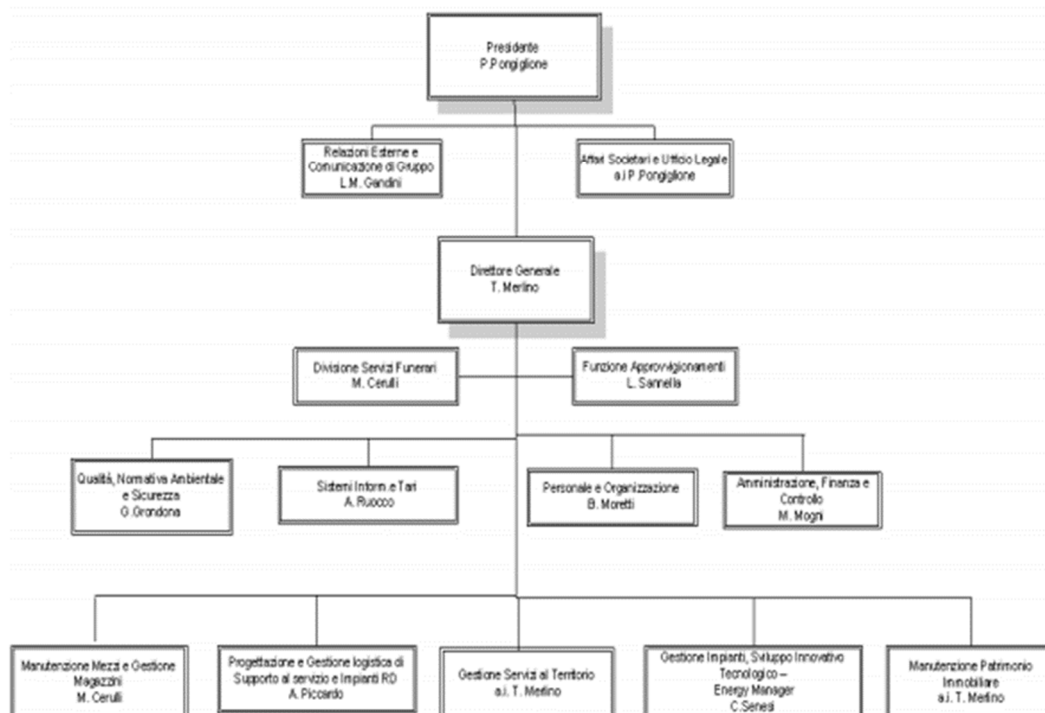 Presidente
P.Pongiglione
Relazioni Esterne e
Comunicazione di Gruppo
L.M. Gandini
Affari Societari e Ufficio Legale
a.i P.Pongiglione
Direttore Generale
T. Merlino
Divisione Servizi Funerari
M. Cerulli
Funzione Approvvigionamenti
L. Sannella
Qualità, Normativa Ambientale
e Sicurezza
G.Grondona
Sistemi Inform.e Tari
A. Ruocco
Personale e Organizzazione
B. Moretti
Amministrazione, Finanza e
Controllo
M. Mogni
Manutenzione Mezzi e Gestione
Magazzini
M. Cerulli
Progettazione e Gestione logistica di
Supporto al servizio e Impianti RD
A. Piccardo
Gestione Servizi al Territorio
a.i. T. Merlino
Gestione Impianti, Sviluppo Innovativo
Tecnologico –
Energy Manager
C.Senesi
Manutenzione Patrimonio
Immobiliare
a.i. T. Merlino